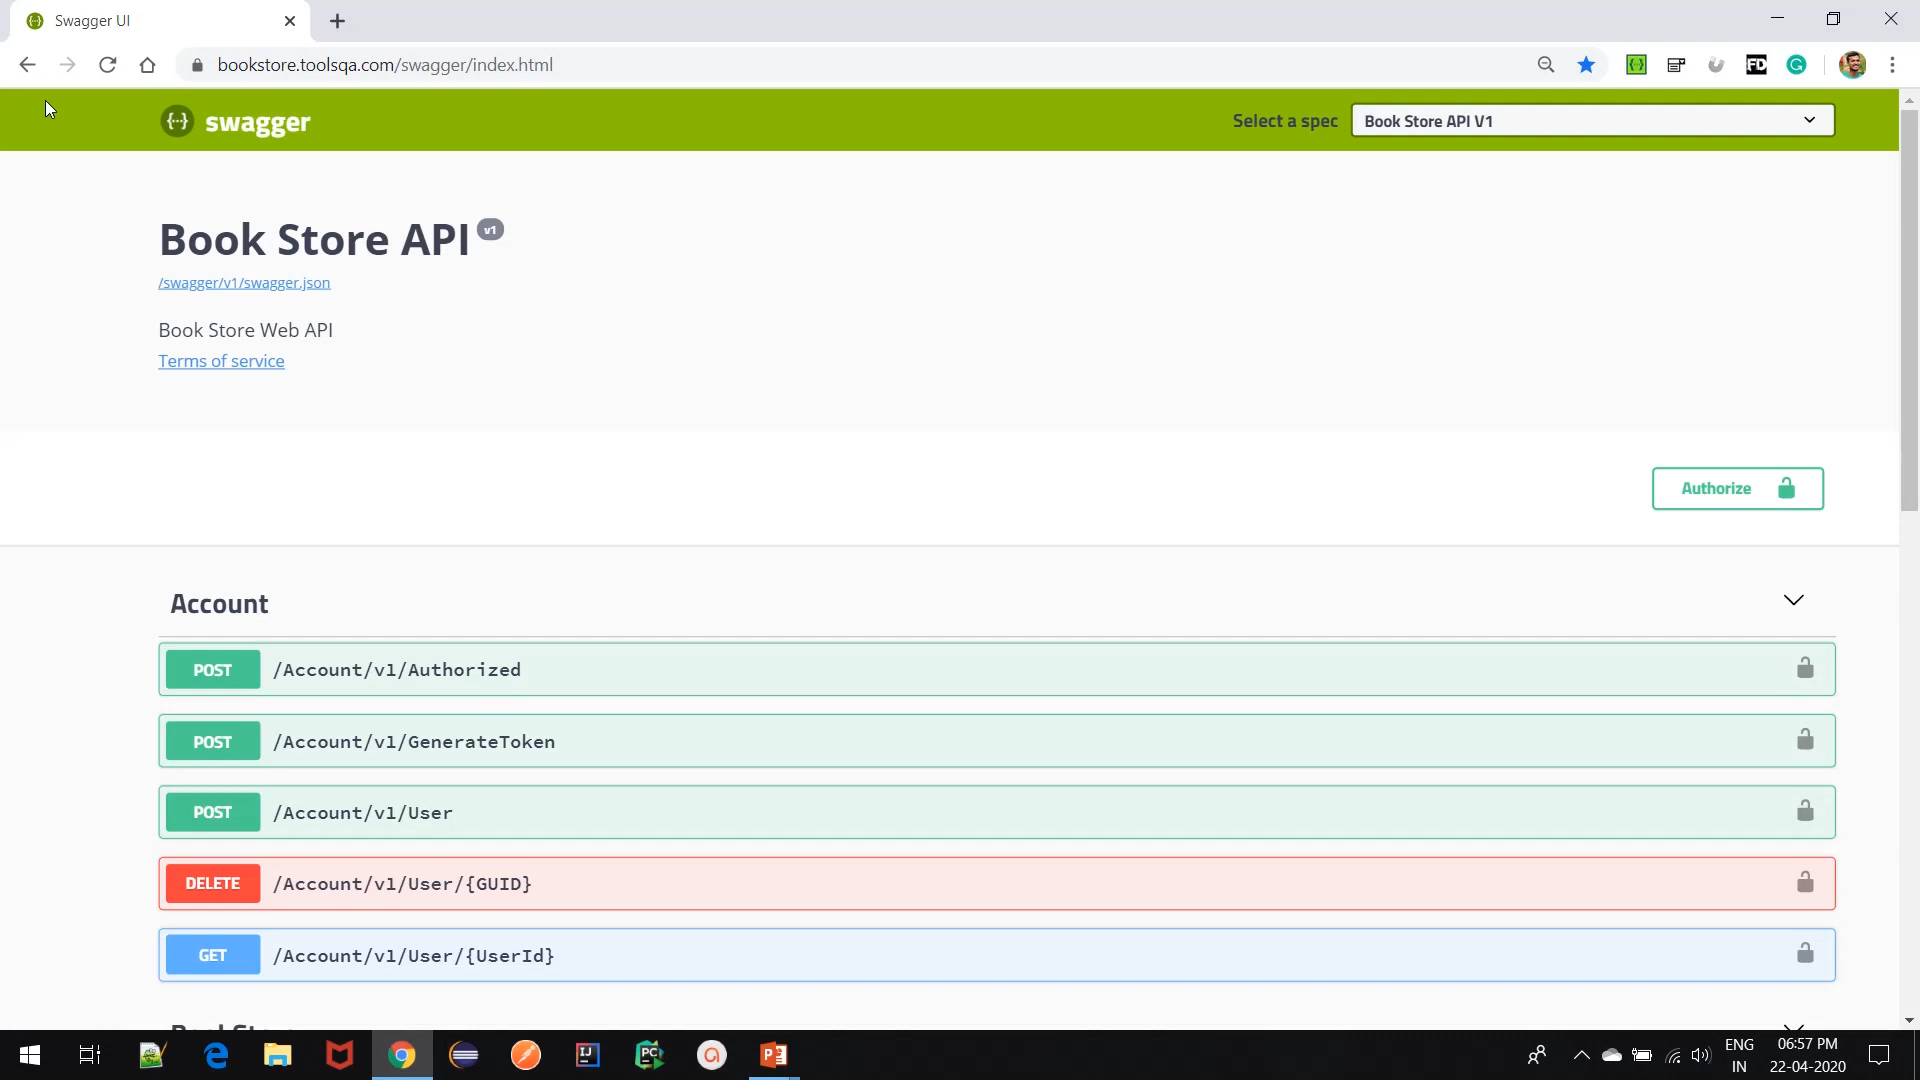 Swagger UI
bookstore.toolsqa.com/swagger/index.html
FD
swagger
Select a spec
Book Store API V1
Book Store API v1
/swagger/v1/swagger.json
Book Store Web API
Terms of service
Authorize
Account
POST /Account/v1/Authorized
POST /Account/v1/GenerateToken
POST /Account/v1/User
DELETE /Account/v1/User/{GUID}
GET /Account/v1/User/{UserId}
ENG
IN
06:57 PM
22-04-2020